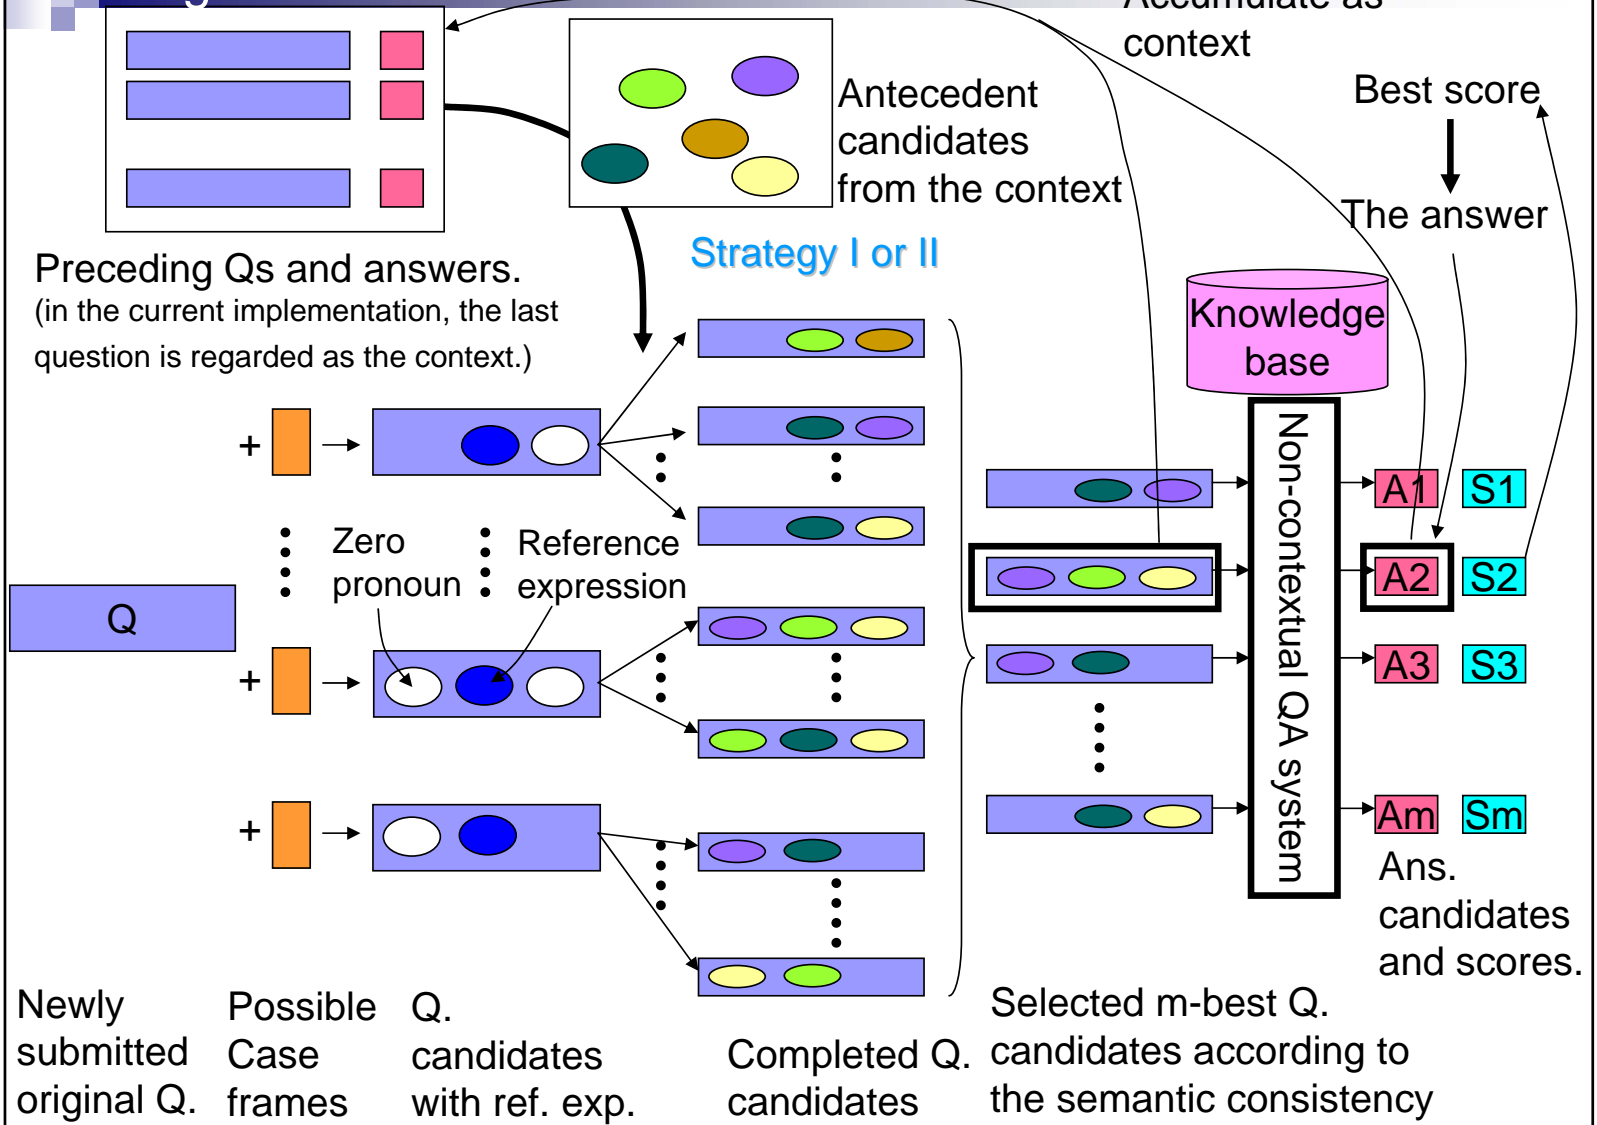 Accumulate as
context
Best score
The answer
Antecedent
candidates
from the context
Preceding Qs and answers.
(in the current implementation, the last
question is regarded as the context.)
Strategy I or II
Knowledge
base
+
Zero
pronoun
Reference
expression
Q
+
+
Non-contextual QA system
A1 S1
A2 S2
A3 S3
Am Sm
Ans.
candidates
and scores.
Newly
submitted
original Q.
Possible
Case
frames
Q.
candidates
with ref. exp.
Completed Q.
candidates
Selected m-best Q.
candidates according to
the semantic consistency